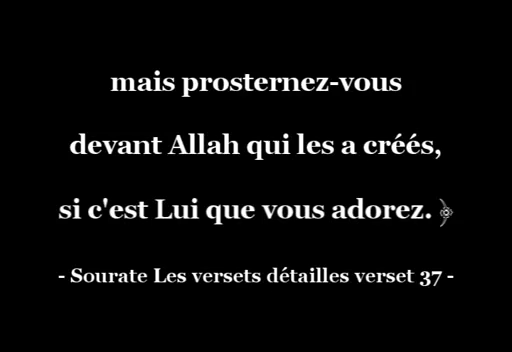 mais prosternez-vous
devant Allah qui les a créés,
si c'est Lui que vous adorez. ﴾
- Sourate Les versets détailles verset 37 -